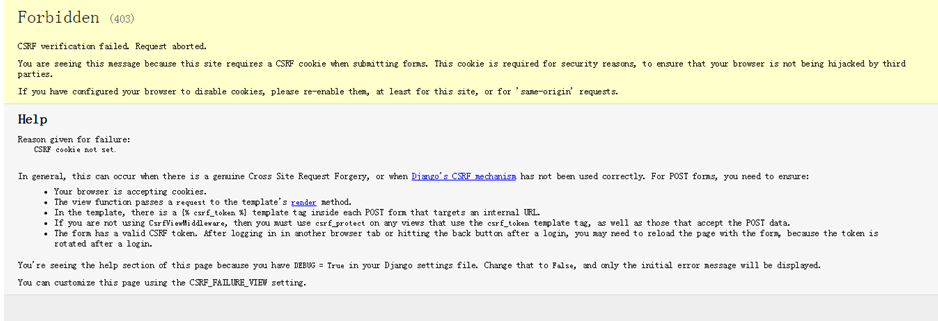 Forbidden (403)
CSRF verification failed. Request aborted.
You are seeing this message because this site requires a CSRF cookie when submitting forms. This cookie is required for security reasons, to ensure that your browser is not being hijacked by third
parties.
If you have configured your browser to disable cookies, please re-enable them, at least for this site, or for 'same-origin' requests.
Help
Reason given for failure:
CSRF cookie not set.
In general, this can occur when there is a genuine Cross Site Request Forgery, or when Django's CSRF mechanism has not been used correctly. For POST forms, you need to ensure:
• Your browser is accepting cookies.
• The view function passes a request to the template's render method.
• In the template, there is a {% csrf_token %} template tag inside each POST form that targets an internal URL.
• If you are not using CsrfViewMiddleware, then you must use csrf_protect on any views that use the csrf_token template tag, as well as those that accept the POST data.
• The form has a valid CSRF token. After logging in in another browser tab or hitting the back button after a login, you may need to reload the page with the form, because the token is
rotated after a login.
You're seeing the help section of this page because you have DEBUG = True in your Django settings file. Change that to False, and only the initial error message will be displayed.
You can customize this page using the CSRF_FAILURE_VIEW setting.